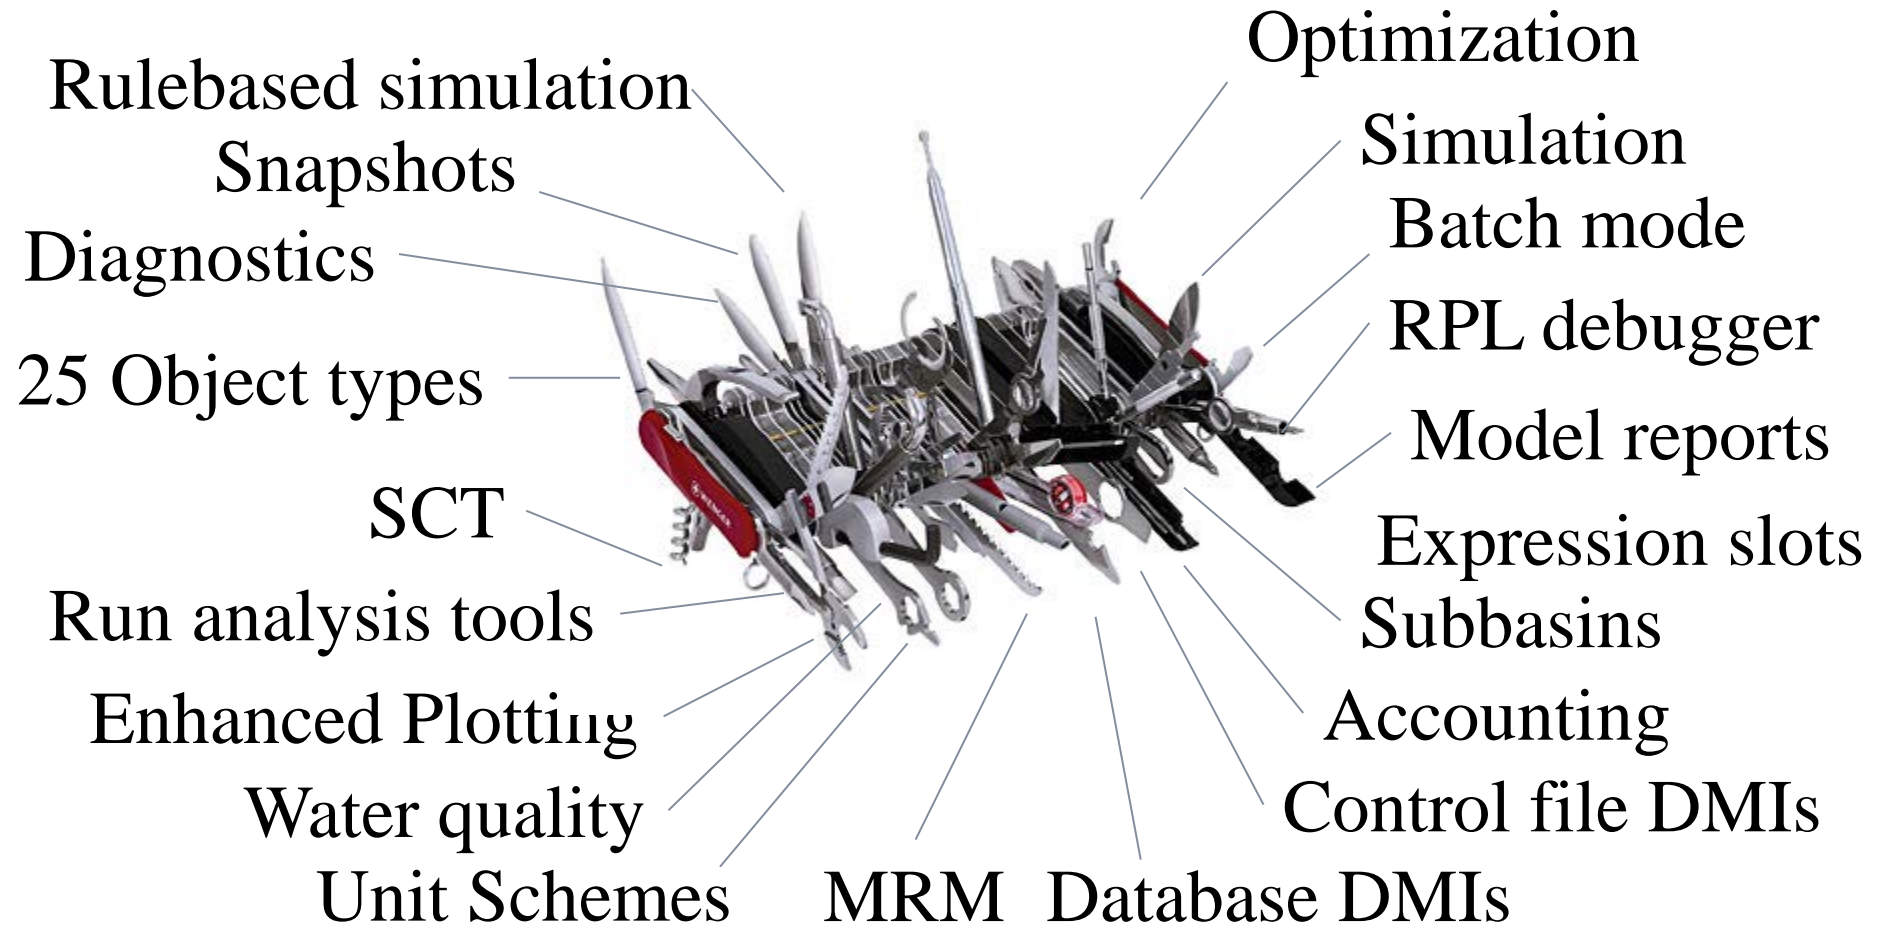 Optimization
Rulebased simulation
Simulation
Snapshots
Batch mode
Diagnostics
RPL debugger
25 Object types
Model reports
SCT
Expression slots
Run analysis tools
Subbasins
Enhanced Plotting
Accounting
Water quality
Control file DMIs
Unit Schemes
MRM
Database DMIs
WENGER